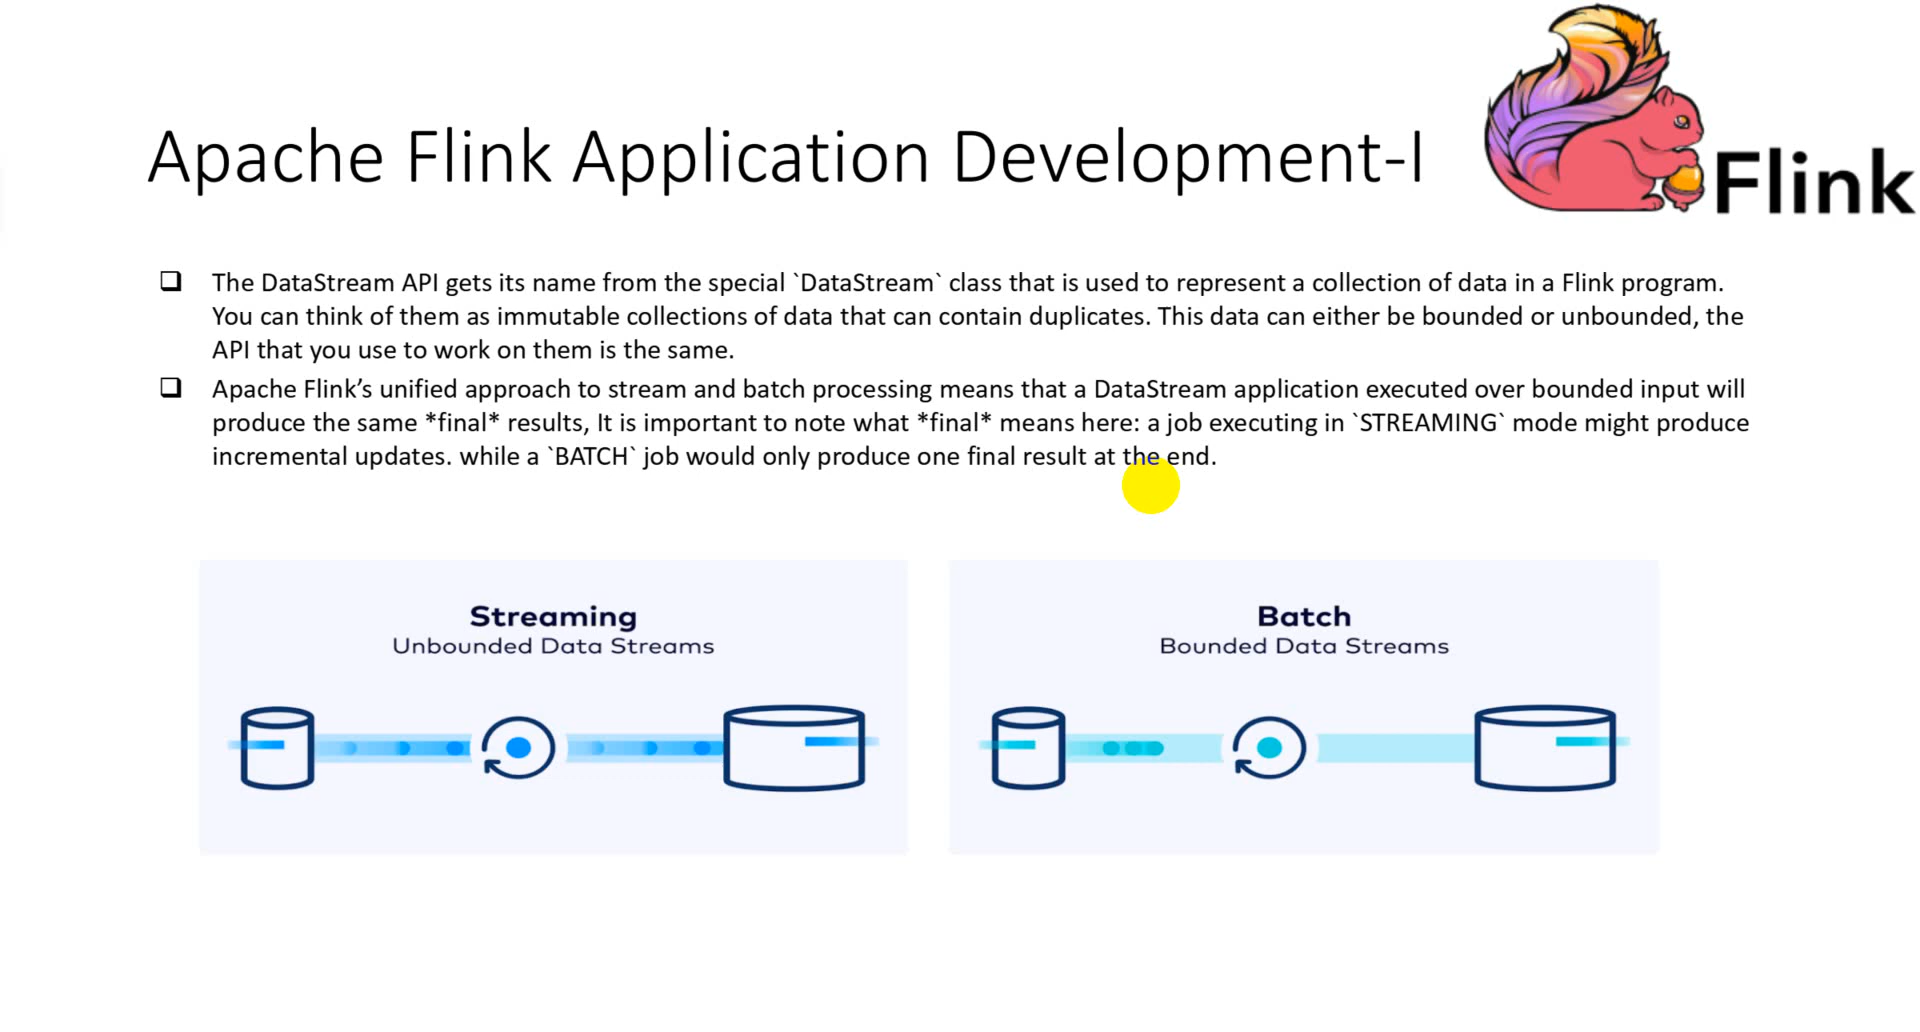 Apache Flink Application Development-I
Flink
The DataStream API gets its name from the special `DataStream` class that is used to represent a collection of data in a Flink program.
You can think of them as immutable collections of data that can contain duplicates. This data can either be bounded or unbounded, the
API that you use to work on them is the same.
Apache Flink’s unified approach to stream and batch processing means that a DataStream application executed over bounded input will
produce the same *final* results, It is important to note what *final* means here: a job executing in `STREAMING` mode might produce
incremental updates. while a `BATCH` job would only produce one final result at the end.
Streaming
Unbounded Data Streams
Batch
Bounded Data Streams